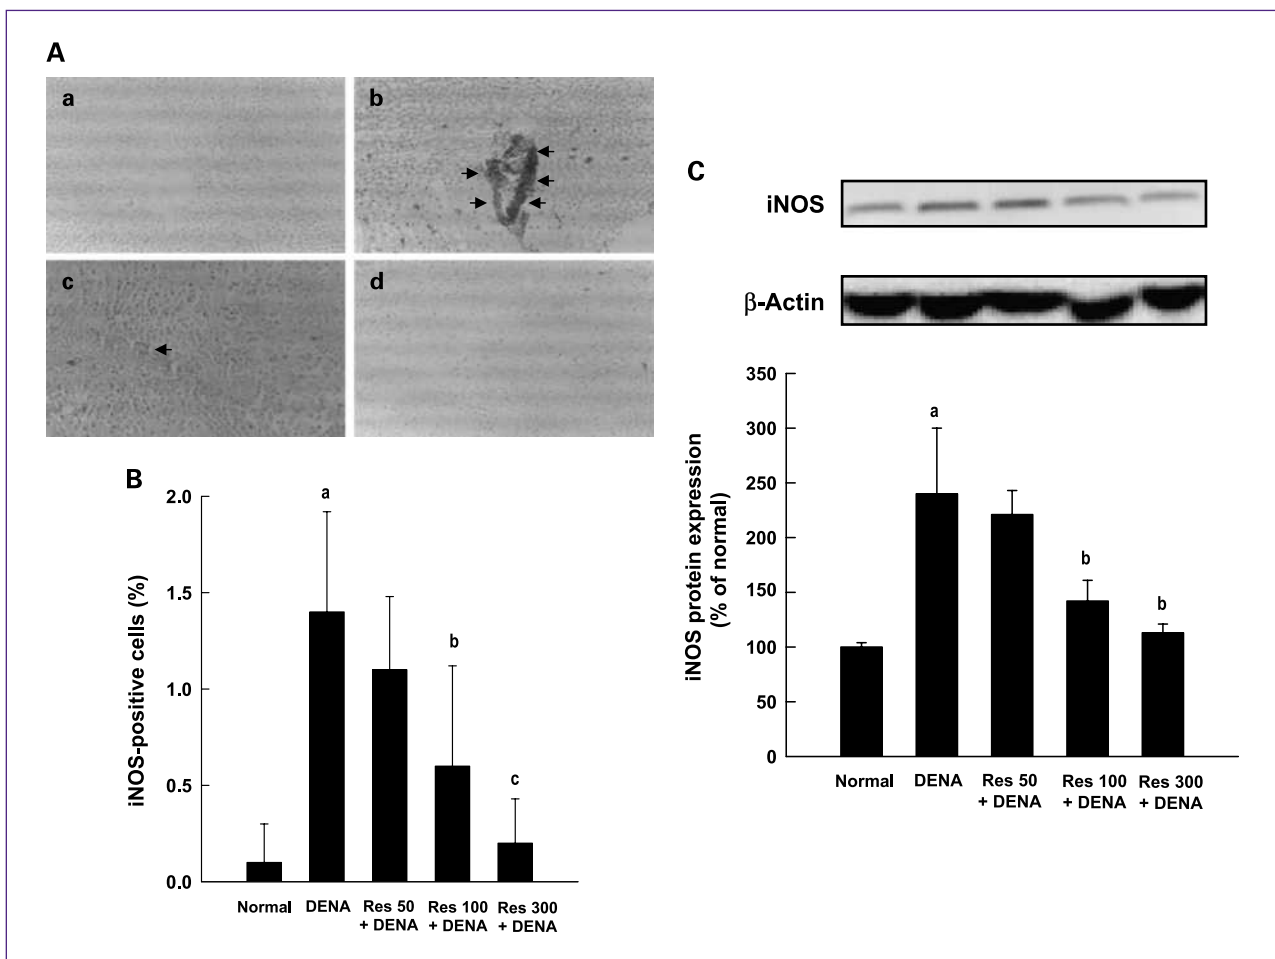 A
a
b
c
d
B
iNOS-positive cells (%)
2.0
1.5
1.0
0.5
0.0
a
b
c
Normal
DENA
Res 50
+ DENA
Res 100
+ DENA
Res 300
+ DENA
C
iNOS
β-Actin
iNOS protein expression
(% of normal)
350
300
250
200
150
100
50
0
a
b
b
Normal
DENA
Res 50
+ DENA
Res 100
+ DENA
Res 300
+ DENA